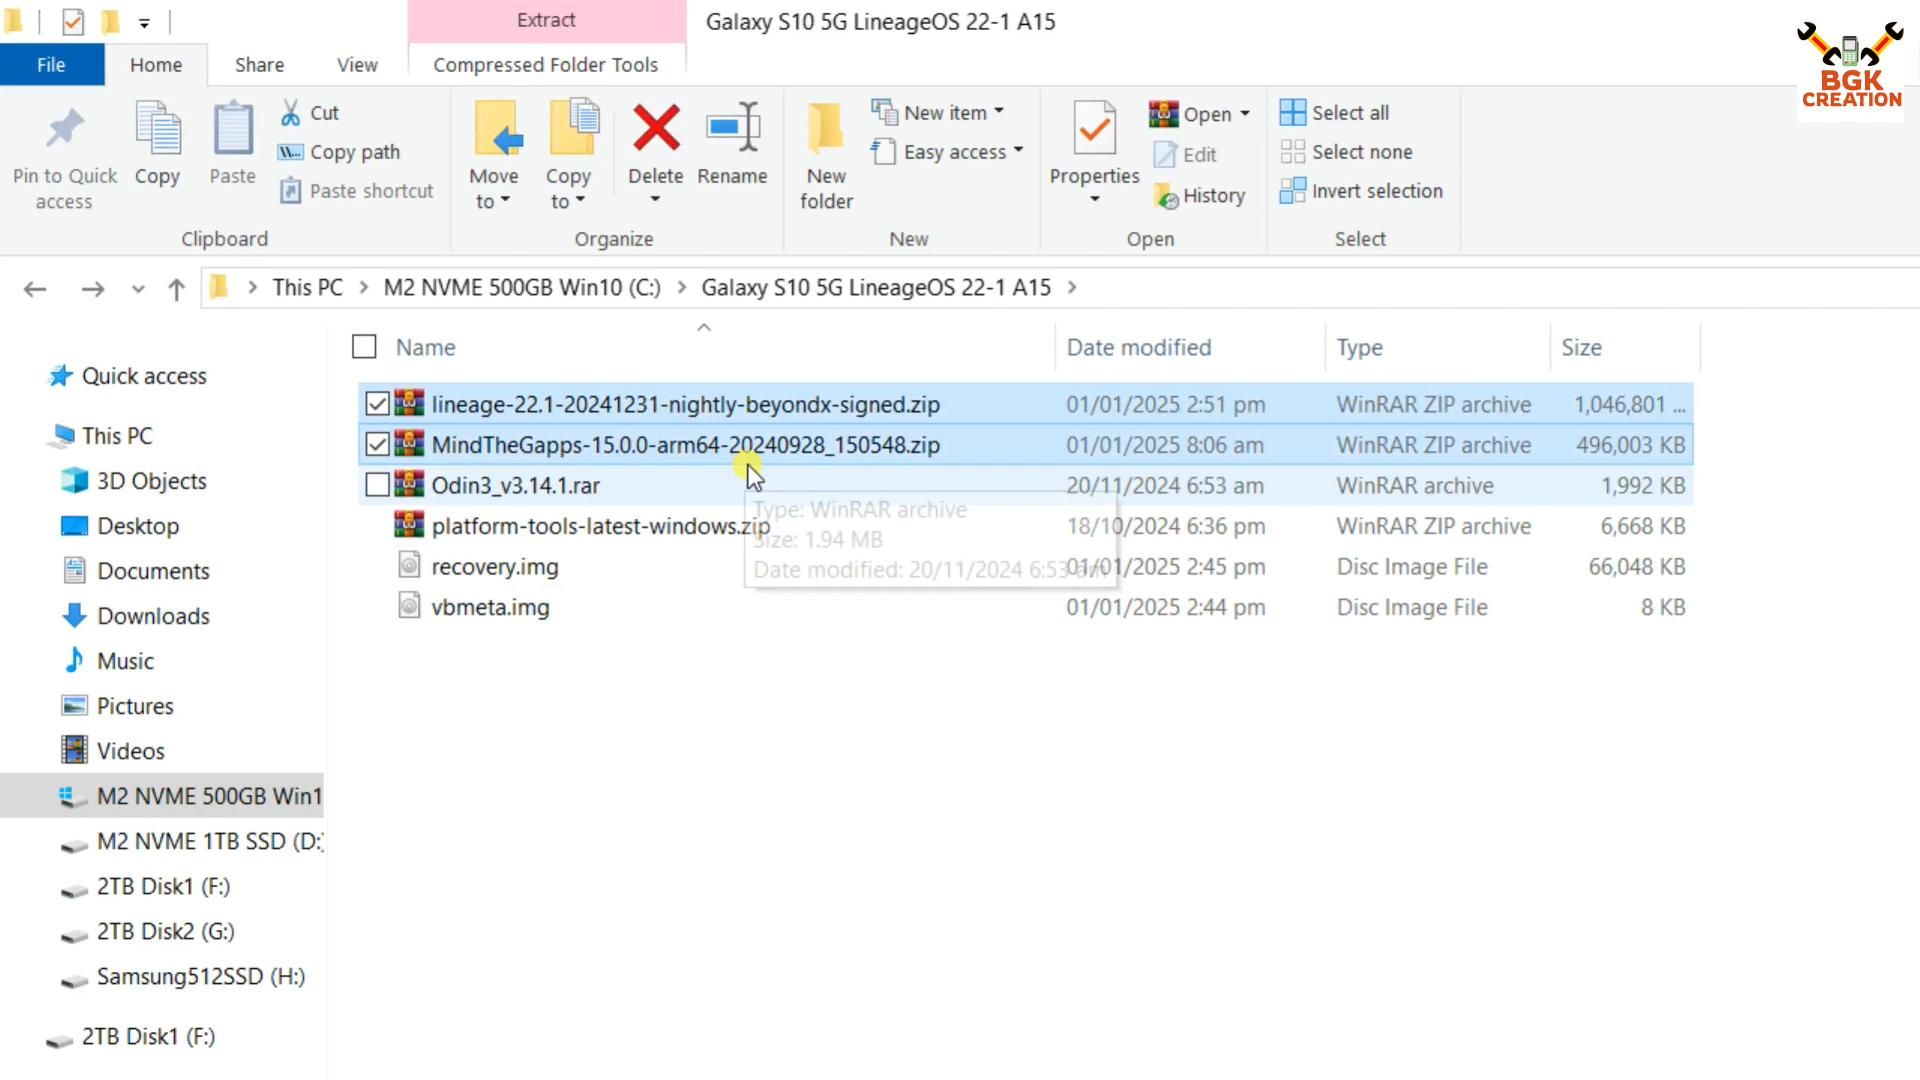 Extract
Galaxy S10 5G LineageOS 22-1 A15
File
Home
Share
View
Compressed Folder Tools
BGK
CREATION
Pin to Quick
access
Copy
Paste
Cut
Copy path
Paste shortcut
Clipboard
Move
to
Copy
to
Delete
Rename
Organize
New
folder
New item
Easy access
New
Properties
Open
Edit
History
Open
Select all
Select none
Invert selection
Select
This PC
M2 NVME 500GB Win10 (C:)
Galaxy S10 5G LineageOS 22-1 A15
Name
Date modified
Type
Size
lineage-22.1-20241231-nightly-beyondx-signed.zip 01/01/2025 2:51 pm WinRAR ZIP archive 1,046,801 ...
MindTheGapps-15.0.0-arm64-20240928_150548.zip 01/01/2025 8:06 am WinRAR ZIP archive 496,003 KB
Odin3_v3.14.1.rar 20/11/2024 6:53 am WinRAR archive 1,992 KB
platform-tools-latest-windows.zip 18/10/2024 6:36 pm WinRAR ZIP archive 6,668 KB
recovery.img 01/01/2025 2:45 pm Disc Image File 66,048 KB
vbmeta.img 01/01/2025 2:44 pm Disc Image File 8 KB
Type: WinRAR archive
Size: 1.94 MB
Date modified: 20/11/2024 6:53 am
Quick access
This PC
3D Objects
Desktop
Documents
Downloads
Music
Pictures
Videos
M2 NVME 500GB Win1
M2 NVME 1TB SSD (D:)
2TB Disk1 (F:)
2TB Disk2 (G:)
Samsung512SSD (H:)
2TB Disk1 (F:)